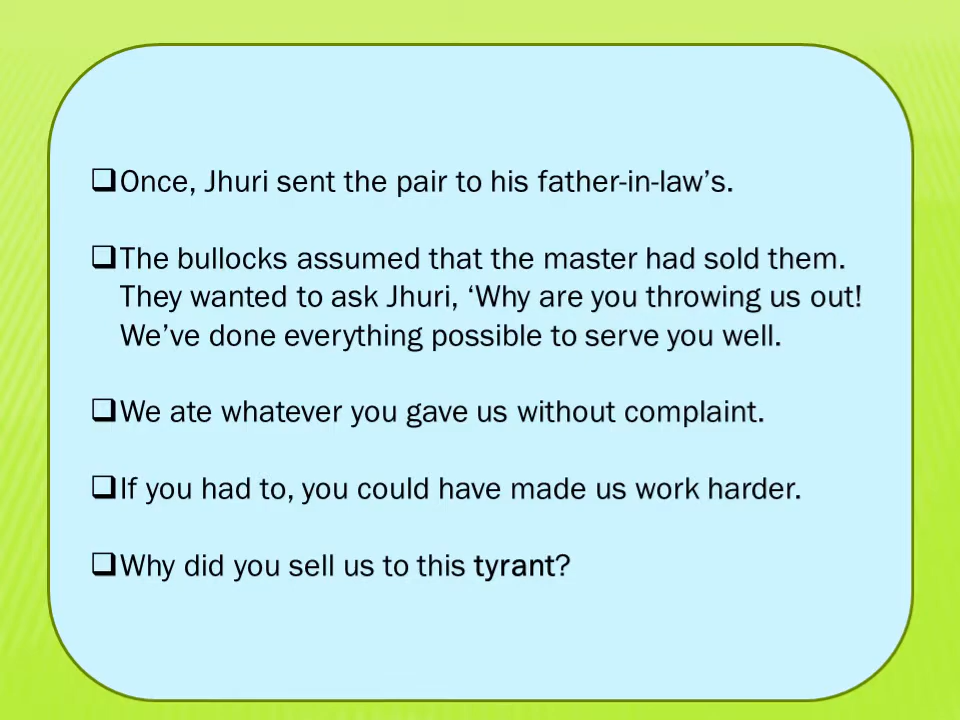 ❑Once, Jhuri sent the pair to his father-in-law’s.
❑The bullocks assumed that the master had sold them.
They wanted to ask Jhuri, ‘Why are you throwing us out!
We’ve done everything possible to serve you well.
❑We ate whatever you gave us without complaint.
❑If you had to, you could have made us work harder.
❑Why did you sell us to this tyrant?